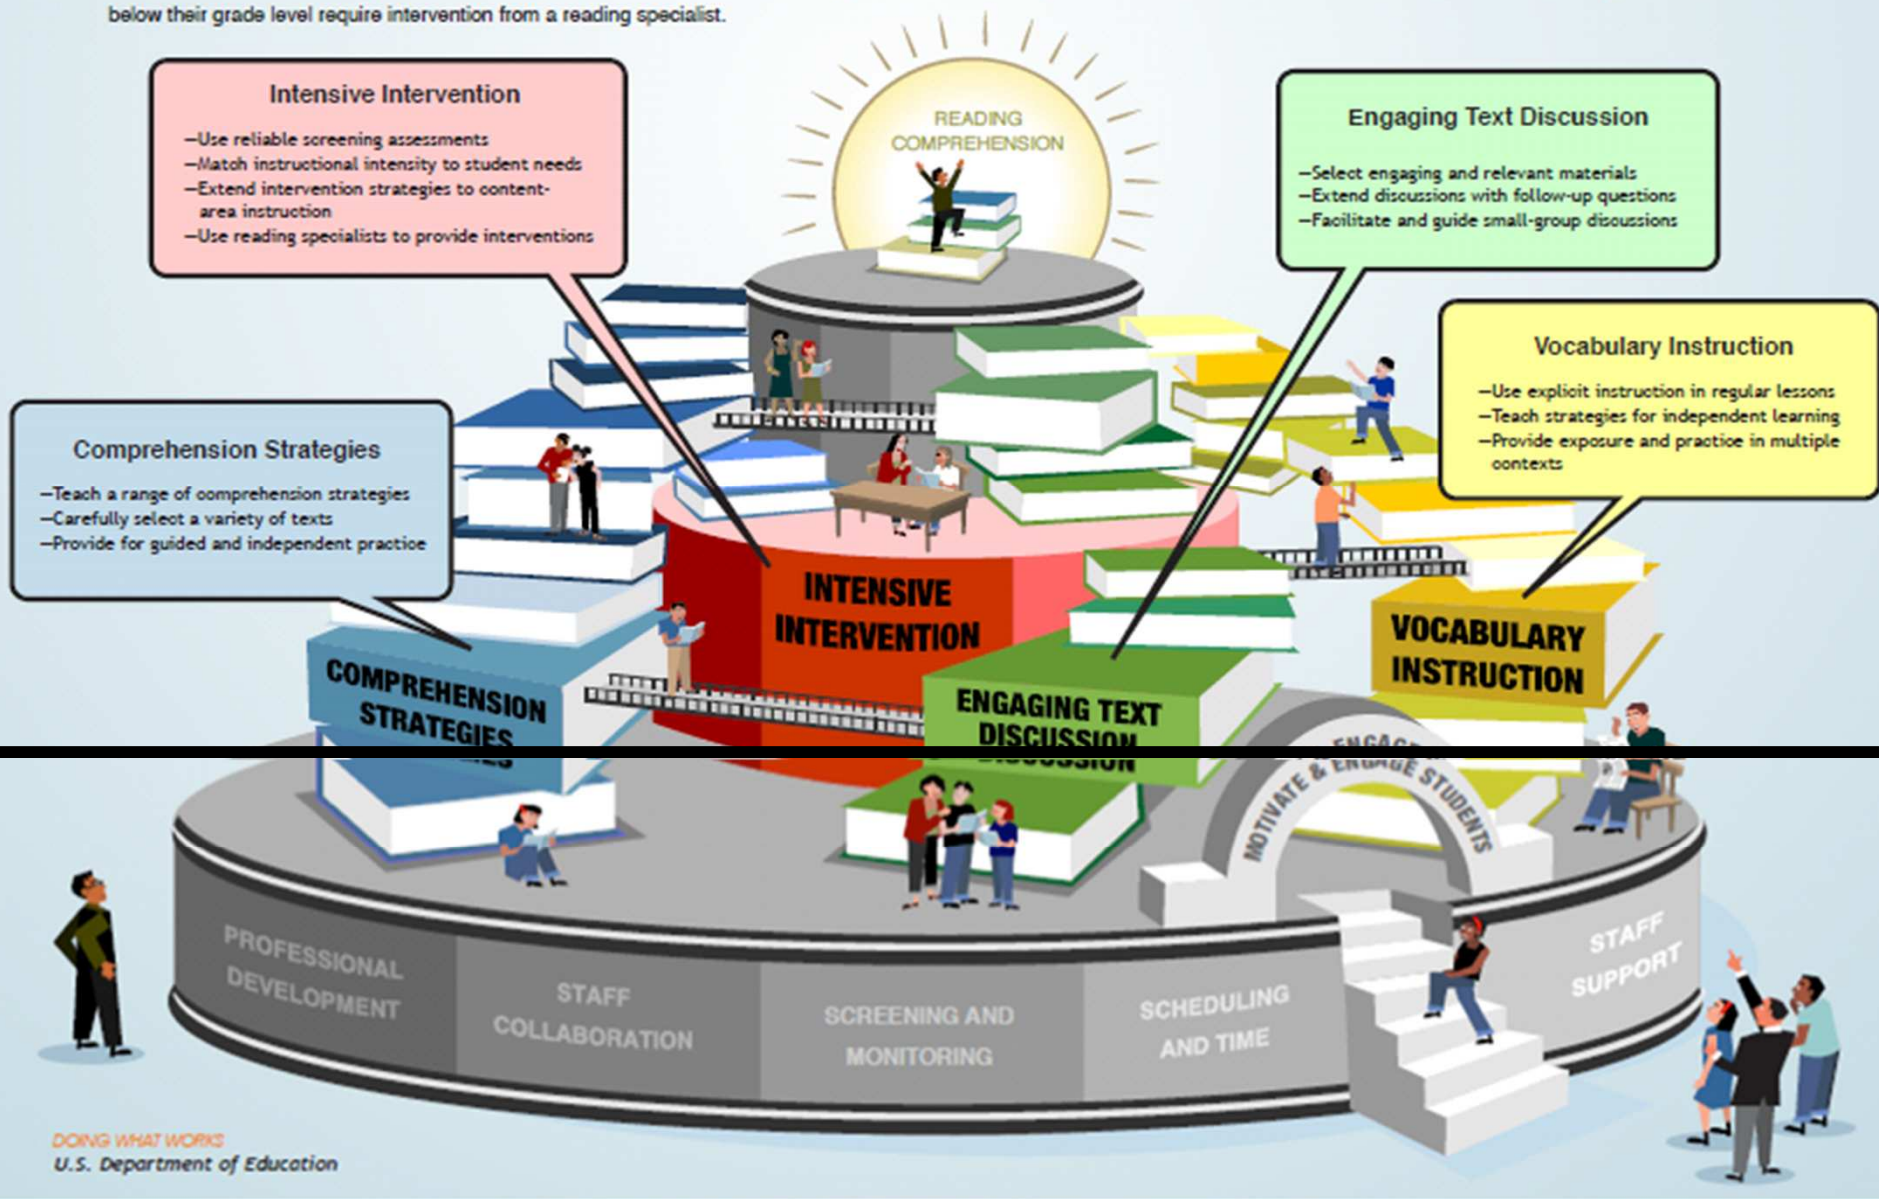 below their grade level require intervention from a reading specialist.
Intensive Intervention
—Use reliable screening assessments
—Match instructional intensity to student needs
—Extend intervention strategies to content-
area instruction
—Use reading specialists to provide interventions
READING
COMPREHENSION
Engaging Text Discussion
—Select engaging and relevant materials
—Extend discussions with follow-up questions
—Facilitate and guide small-group discussions
Vocabulary Instruction
—Use explicit instruction in regular lessons
—Teach strategies for independent learning
—Provide exposure and practice in multiple
contexts
Comprehension Strategies
—Teach a range of comprehension strategies
—Carefully select a variety of texts
—Provide for guided and independent practice
INTENSIVE
INTERVENTION
COMPREHENSION
STRATEGIES
ENGAGING TEXT
DISCUSSION
VOCABULARY
INSTRUCTION
MOTIVATE & ENGAGE STUDENTS
PROFESSIONAL
DEVELOPMENT
STAFF
COLLABORATION
SCREENING AND
MONITORING
SCHEDULING
AND TIME
STAFF
SUPPORT
DOING WHAT WORKS
U.S. Department of Education